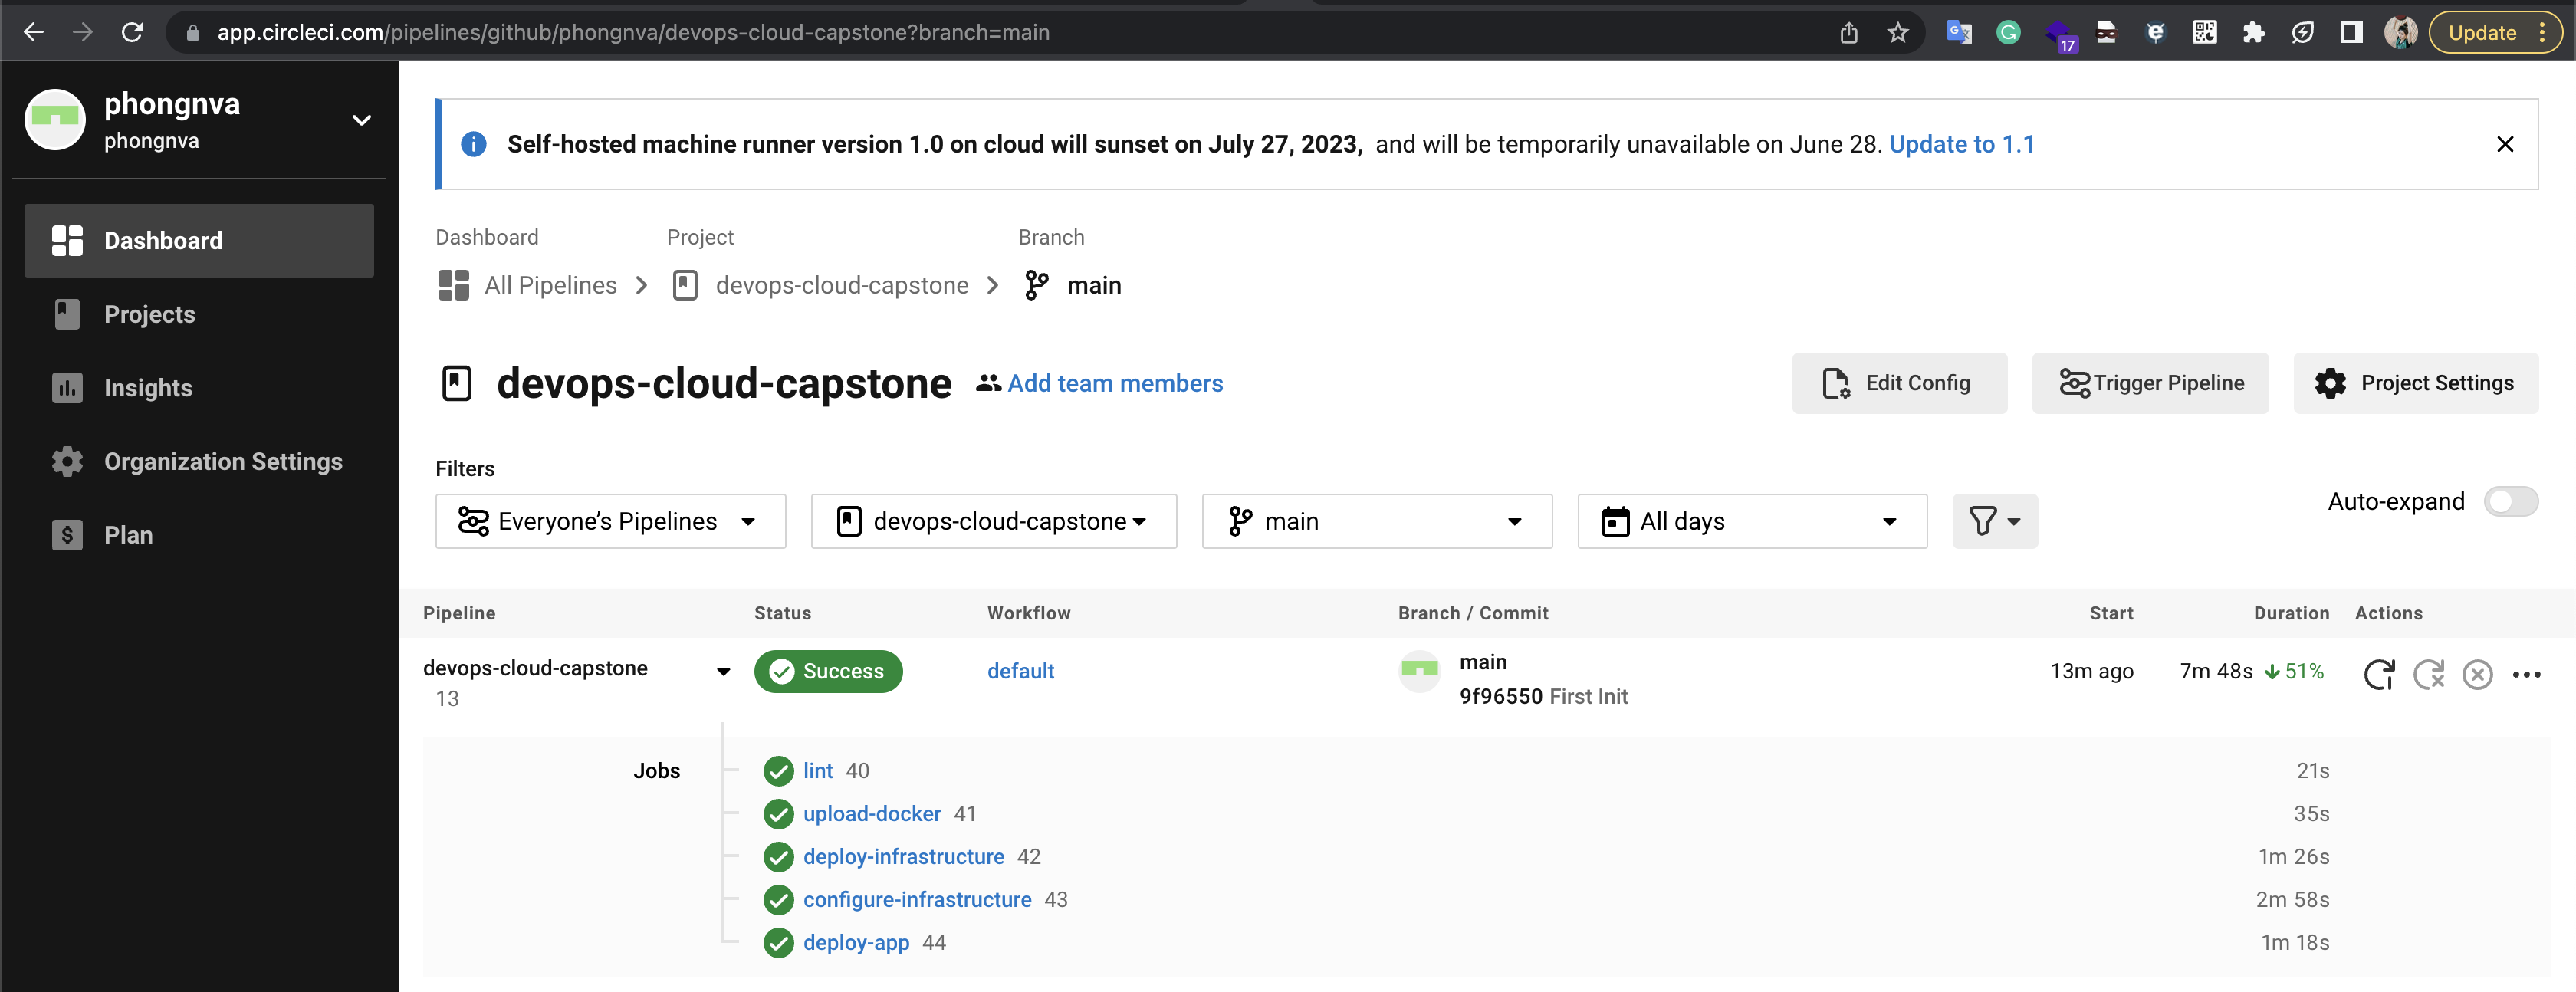 app.circleci.com/pipelines/github/phongnva/devops-cloud-capstone?branch=main
17
Update
phongnva
phongnva
Dashboard
Projects
Insights
Organization Settings
Plan
Self-hosted machine runner version 1.0 on cloud will sunset on July 27, 2023, and will be temporarily unavailable on June 28. Update to 1.1
Dashboard Project Branch
All Pipelines devops-cloud-capstone main
devops-cloud-capstone Add team members
Edit Config Trigger Pipeline Project Settings
Filters
Everyone’s Pipelines devops-cloud-capstone main All days
Auto-expand
Pipeline Status Workflow Branch / Commit Start Duration Actions
devops-cloud-capstone Success default main 13m ago 7m 48s 51%
13 9f96550 First Init
Jobs lint 40 21s
upload-docker 41 35s
deploy-infrastructure 42 1m 26s
configure-infrastructure 43 2m 58s
deploy-app 44 1m 18s